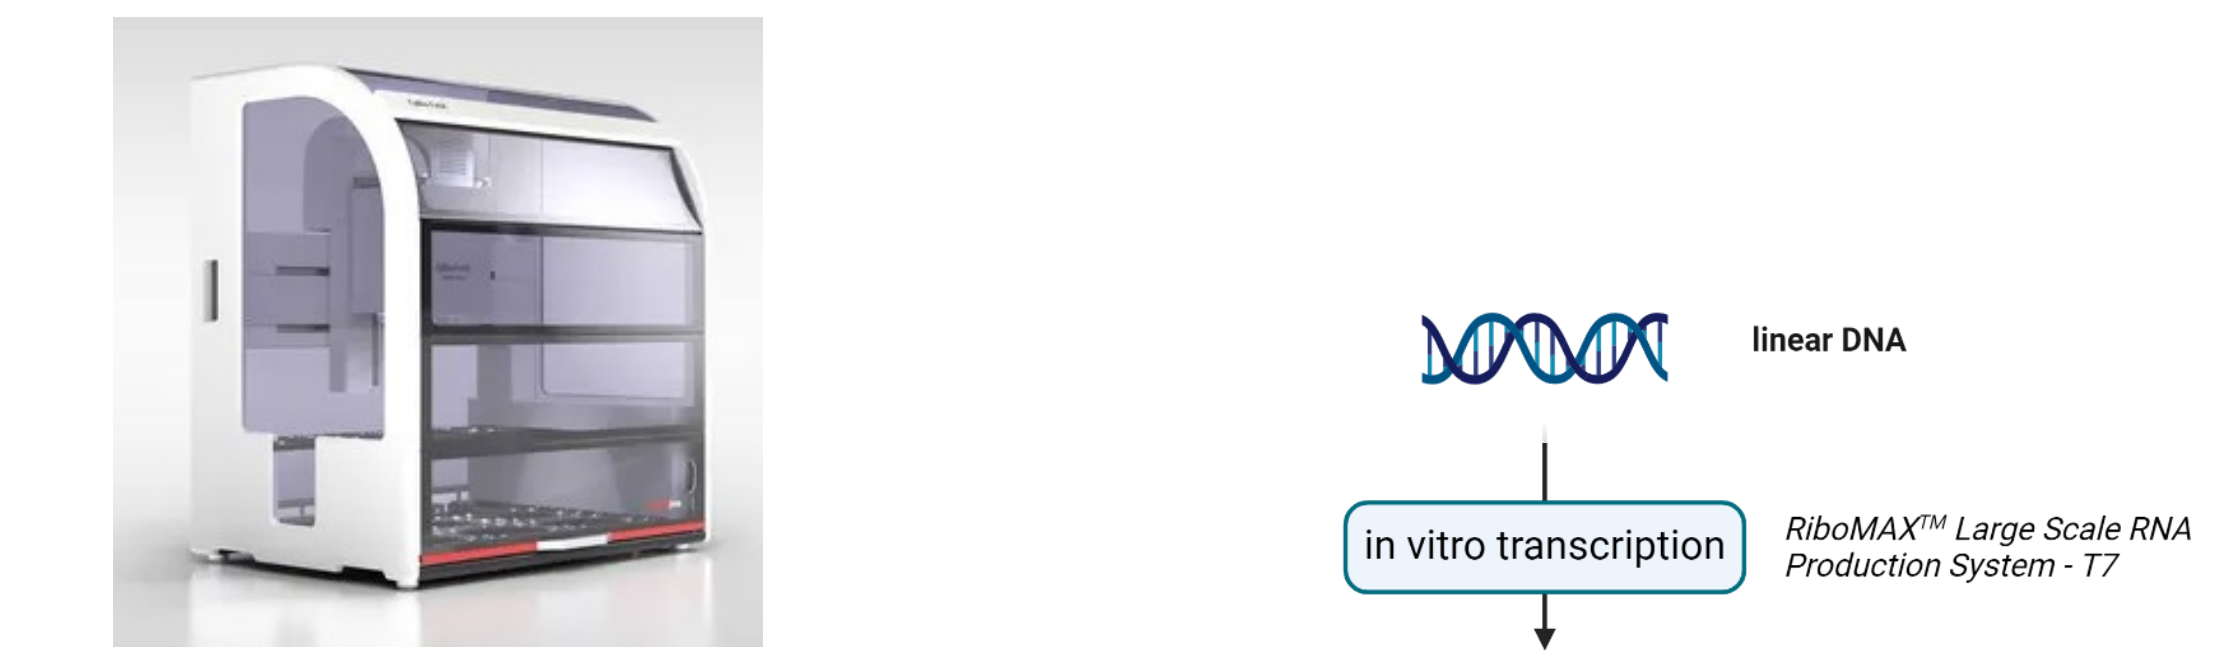 linear DNA
in vitro transcription
RiboMAX™ Large Scale RNA
Production System - T7